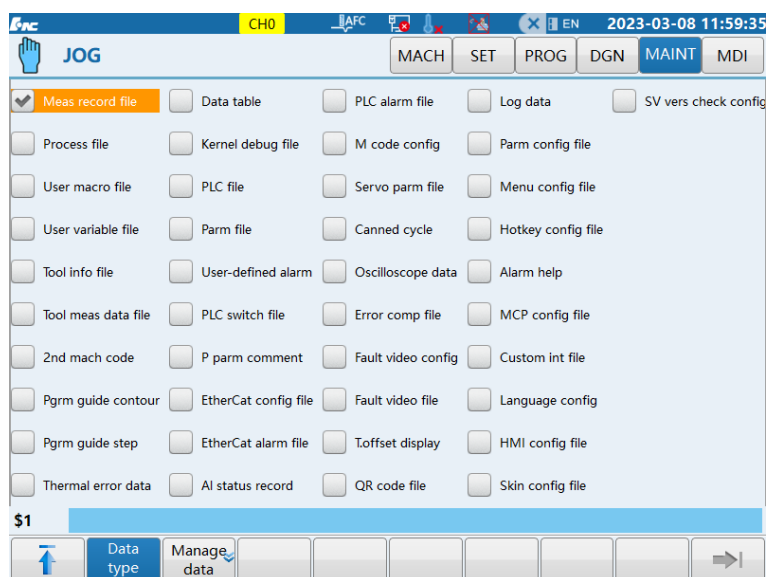 HNC CH0 AFC EN 2023-03-08 11:59:35
JOG MACH SET PROG DGN MAINT MDI
Meas record file Data table PLC alarm file Log data SV vers check config
Process file Kernel debug file M code config Parm config file
User macro file PLC file Servo parm file Menu config file
User variable file Parm file Canned cycle Hotkey config file
Tool info file User-defined alarm Oscilloscope data Alarm help
Tool meas data file PLC switch file Error comp file MCP config file
2nd mach code P parm comment Fault video config Custom int file
Pgrm guide contour EtherCat config file Fault video file Language config
Pgrm guide step EtherCat alarm file T.offset display HMI config file
Thermal error data AI status record QR code file Skin config file
$1
Data type Manage data